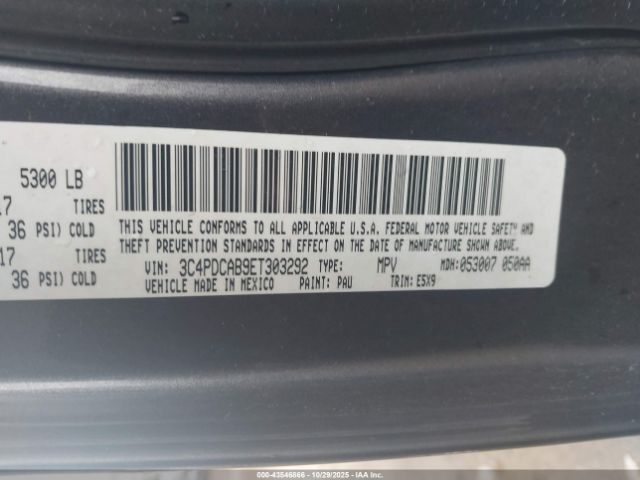 5300 LB
17 TIRES
36 PSI) COLD
17 TIRES
36 PSI) COLD
THIS VEHICLE CONFORMS TO ALL APPLICABLE U.S.A. FEDERAL MOTOR VEHICLE SAFETY AND
THEFT PREVENTION STANDARDS IN EFFECT ON THE DATE OF MANUFACTURE SHOWN ABOVE.
VIN: 3C4PDCAB9ET303292 TYPE: MPV MDH:053007 050AA
VEHICLE MADE IN MEXICO PAINT: PAU TRIM: E5X9
000-43546866 - 10/29/2025 - IAA Inc.